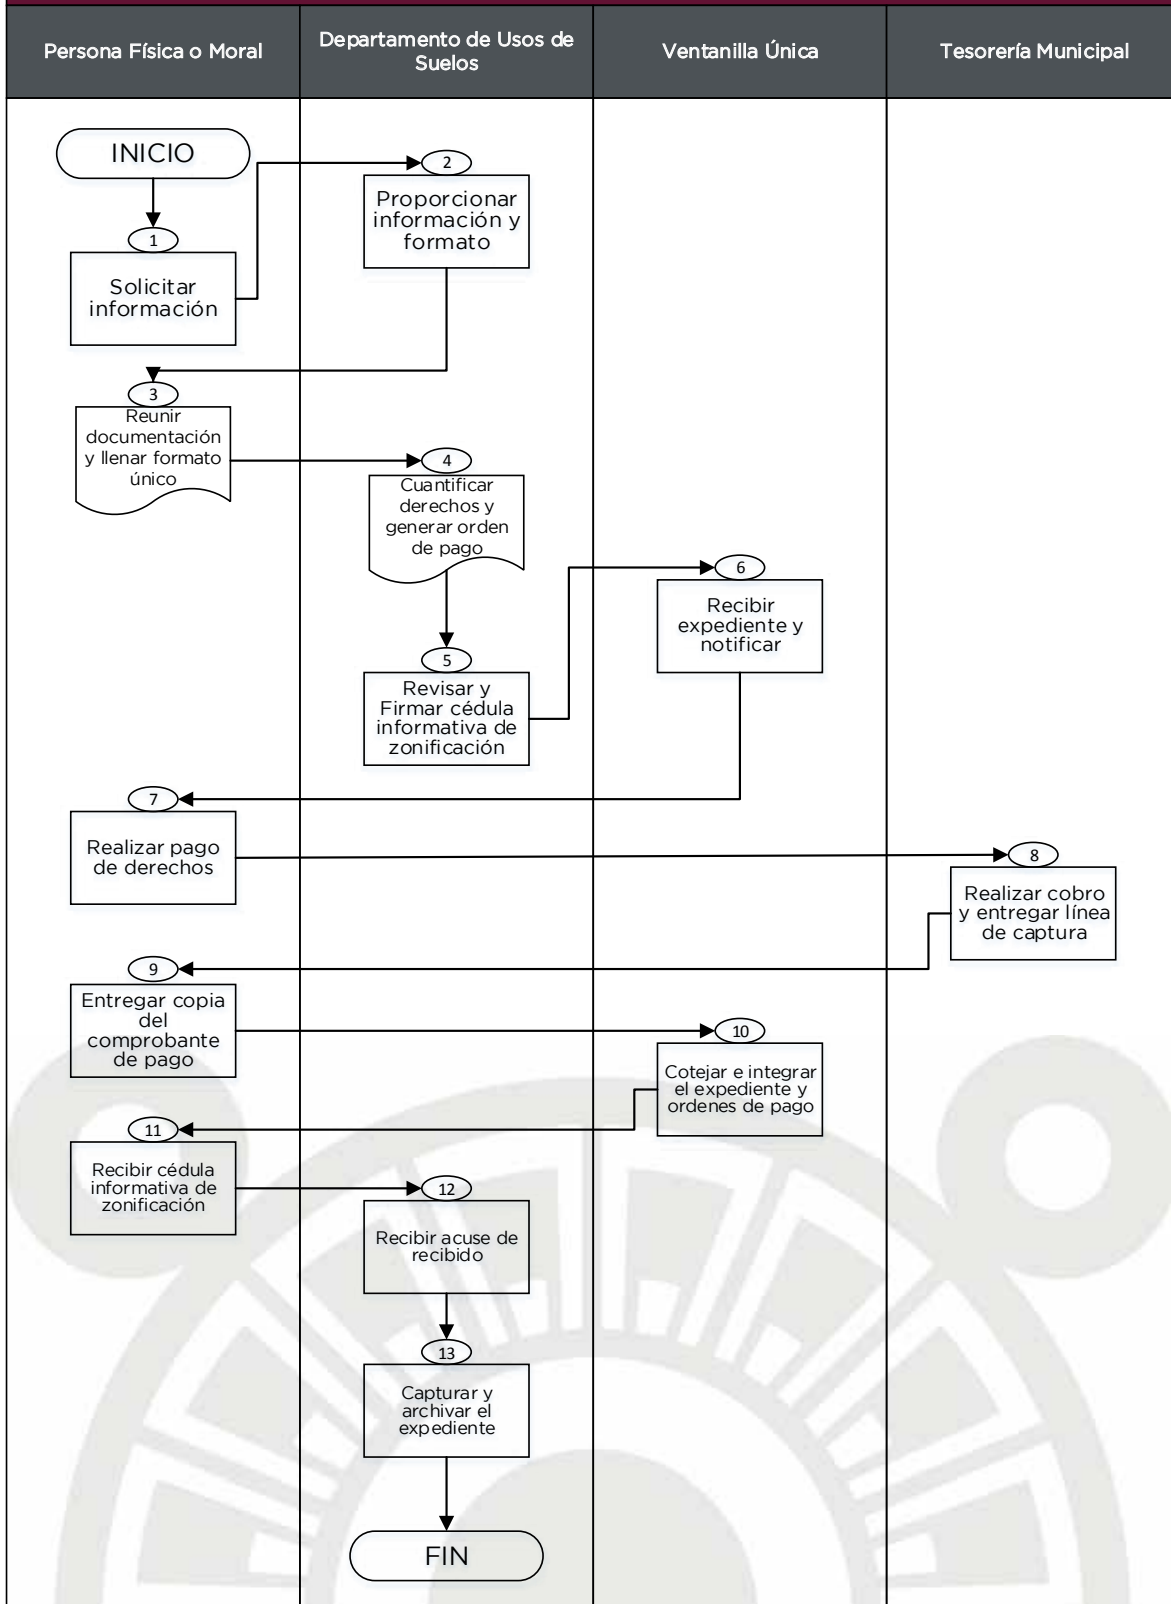 Persona Física o Moral
Departamento de Usos de
Suelos
Ventanilla Única
Tesorería Municipal
INICIO
1
Solicitar
información
2
Proporcionar
información y
formato
3
Reunir
documentación
y llenar formato
único
4
Cuantificar
derechos y
generar orden
de pago
5
Revisar y
Firmar cédula
informativa de
zonificación
6
Recibir
expediente y
notificar
7
Realizar pago
de derechos
8
Realizar cobro
y entregar línea
de captura
9
Entregar copia
del
comprobante
de pago
10
Cotejar e integrar
el expediente y
ordenes de pago
11
Recibir cédula
informativa de
zonificación
12
Recibir acuse de
recibido
13
Capturar y
archivar el
expediente
FIN